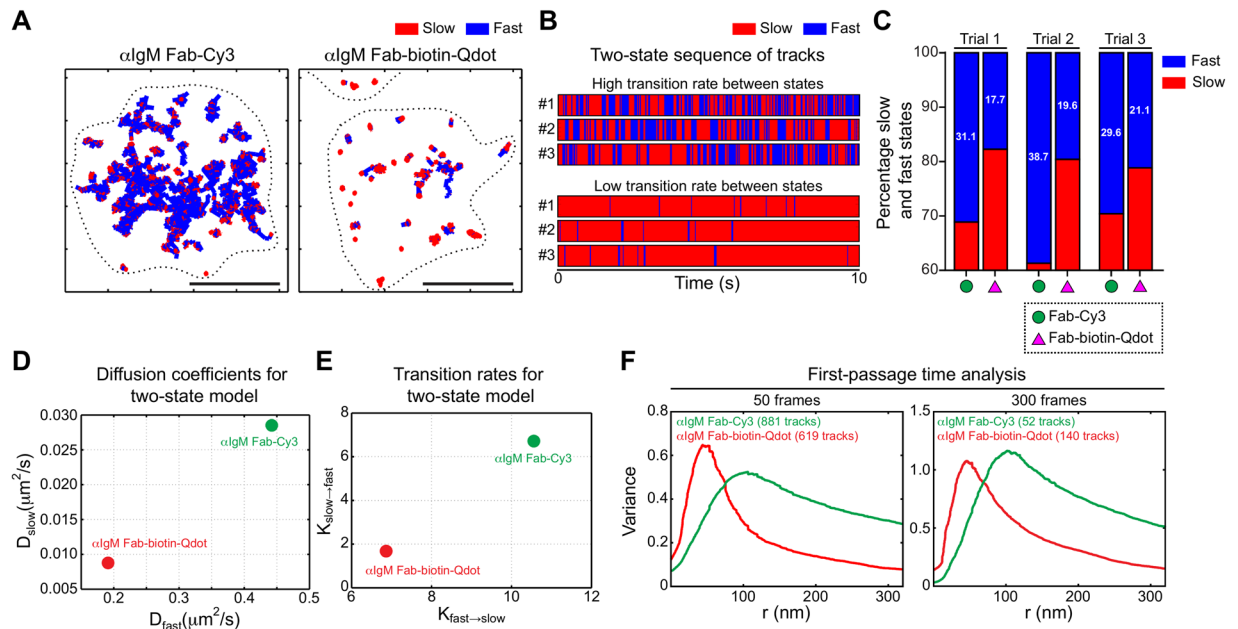 A
Slow Fast
αIgM Fab-Cy3
αIgM Fab-biotin-Qdot
B
Slow Fast
Two-state sequence of tracks
High transition rate between states
#1
#2
#3
Low transition rate between states
#1
#2
#3
0 10
Time (s)
C
Trial 1 Trial 2 Trial 3
Fast
Slow
Percentage slow
and fast states
100
90
80
70
60
31.1
17.7
38.7
19.6
29.6
21.1
Fab-Cy3
Fab-biotin-Qdot
D
Diffusion coefficients for
two-state model
D slow(μm²/s)
0.030
0.025
0.020
0.015
0.010
0.005
αIgM Fab-Cy3
αIgM Fab-biotin-Qdot
0.2 0.3 0.4 0.5
D fast(μm²/s)
E
Transition rates for
two-state model
K slow→fast
8
6
4
2
0
αIgM Fab-Cy3
αIgM Fab-biotin-Qdot
6 8 10 12
K fast→slow
F
First-passage time analysis
50 frames
Variance
0.8
0.6
0.4
0.2
0.0
αIgM Fab-Cy3 (881 tracks)
αIgM Fab-biotin-Qdot (619 tracks)
100 200 300
r (nm)
300 frames
1.5
1.0
0.5
0.0
αIgM Fab-Cy3 (52 tracks)
αIgM Fab-biotin-Qdot (140 tracks)
100 200 300
r (nm)